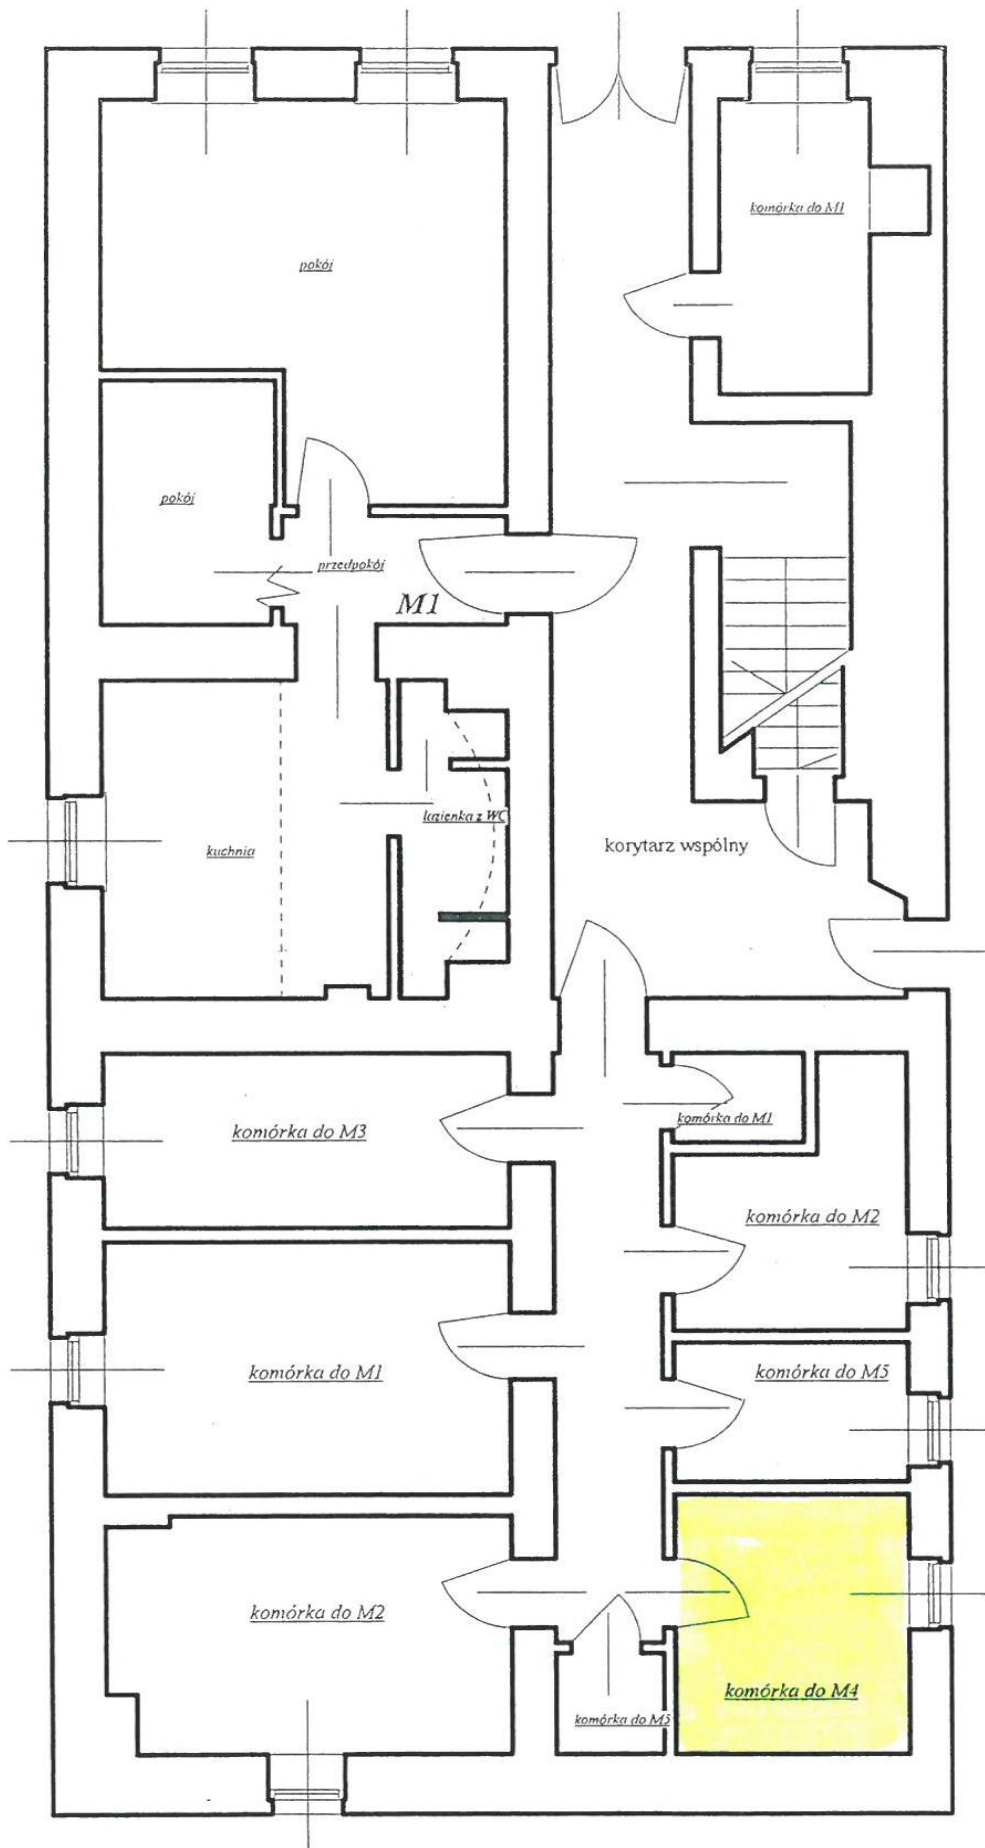 komórka do M1
pokój
pokój
przedpokój
M1
łazienka z WC
kuchnia
korytarz wspólny
komórka do M1
komórka do M3
komórka do M2
komórka do M1
komórka do M5
komórka do M2
komórka do M4
komórka do M5